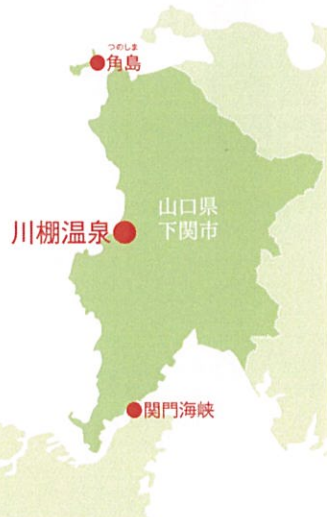 つのしま
角島
山口県
下関市
川棚温泉
関門海峡